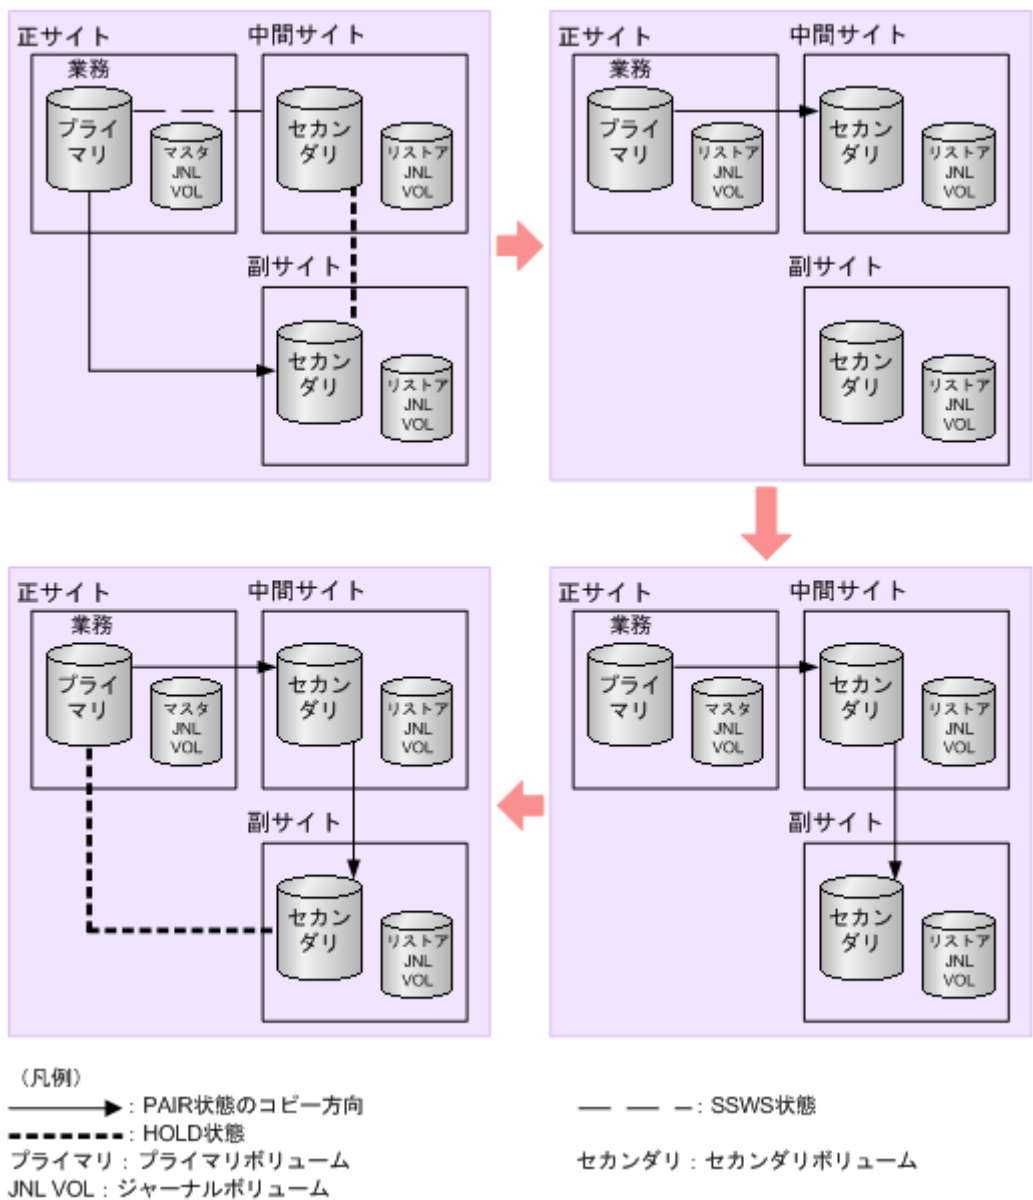 正サイト
中間サイト
業務
プライ
マリ
マスタ
JNL
VOL
セカン
ダリ
リストア
JNL
VOL
副サイト
セカン
ダリ
リストア
JNL
VOL
正サイト
中間サイト
業務
プライ
マリ
リストア
JNL
VOL
セカン
ダリ
リストア
JNL
VOL
副サイト
セカン
ダリ
リストア
JNL
VOL
正サイト
中間サイト
業務
プライ
マリ
マスタ
JNL
VOL
セカン
ダリ
リストア
JNL
VOL
副サイト
セカン
ダリ
リストア
JNL
VOL
正サイト
中間サイト
業務
プライ
マリ
マスタ
JNL
VOL
セカン
ダリ
リストア
JNL
VOL
副サイト
セカン
ダリ
リストア
JNL
VOL
（凡例）
：PAIR状態のコピー方向
：SSWS状態
：HOLD状態
プライマリ：プライマリボリューム
セカンダリ：セカンダリボリューム
JNL VOL：ジャーナルボリューム